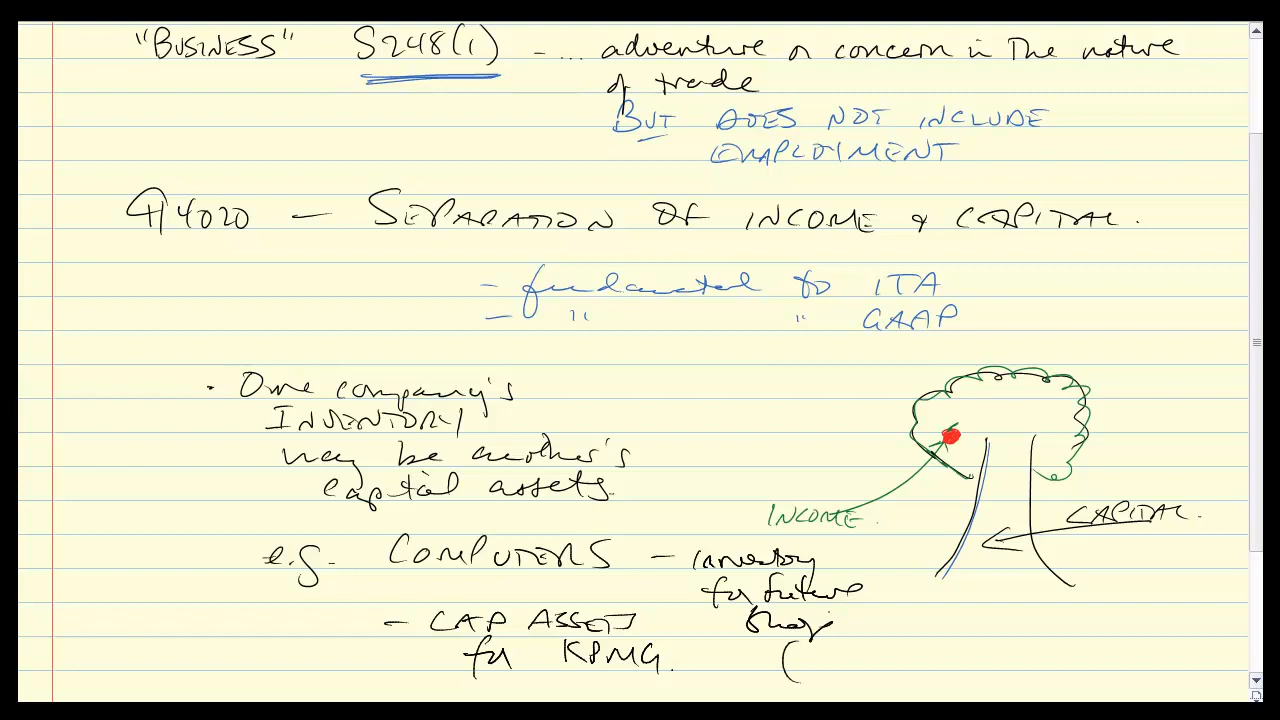 "BUSINESS" S248(1) - ... adventure or concern in the nature
of trade
BUT DOES NOT INCLUDE
EMPLOYMENT
¶4020 — SEPARATION OF INCOME & CAPITAL.
- fundamental to ITA
- " " GAAP
• One company's
INVENTORY
may be another's
capital assets.
INCOME.
CAPITAL.
e.g. COMPUTERS — inventory
for future
shop
- CAP ASSETS
for KPMG.
(